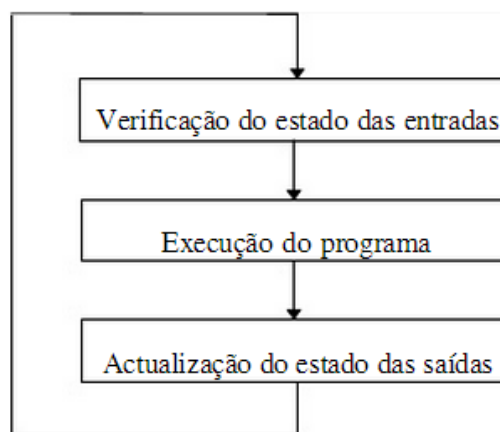 Verificação do estado das entradas
Execução do programa
Actualização do estado das saídas